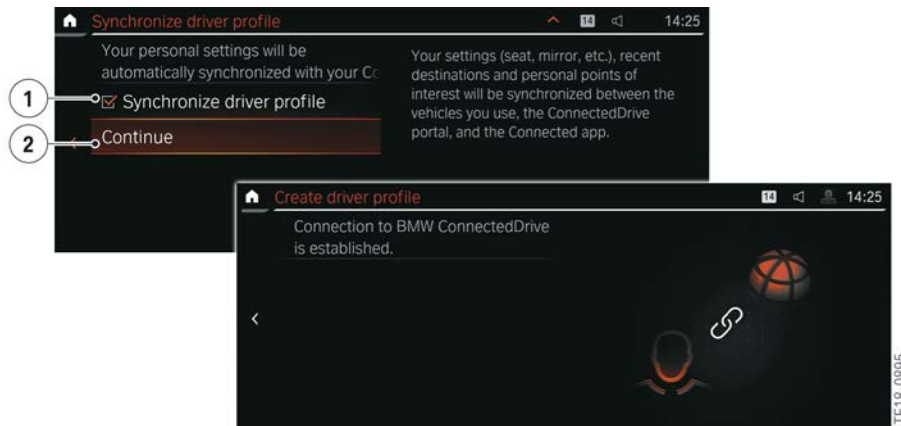 Synchronize driver profile 14 14:25
Your personal settings will be
automatically synchronized with your
1 Synchronize driver profile
2 Continue
Your settings (seat, mirror, etc.), recent
destinations and personal points of
interest will be synchronized between the
vehicles you use, the ConnectedDrive
portal, and the Connected app.
Create driver profile 14 14:25
Connection to BMW ConnectedDrive
is established.
TE18-0895